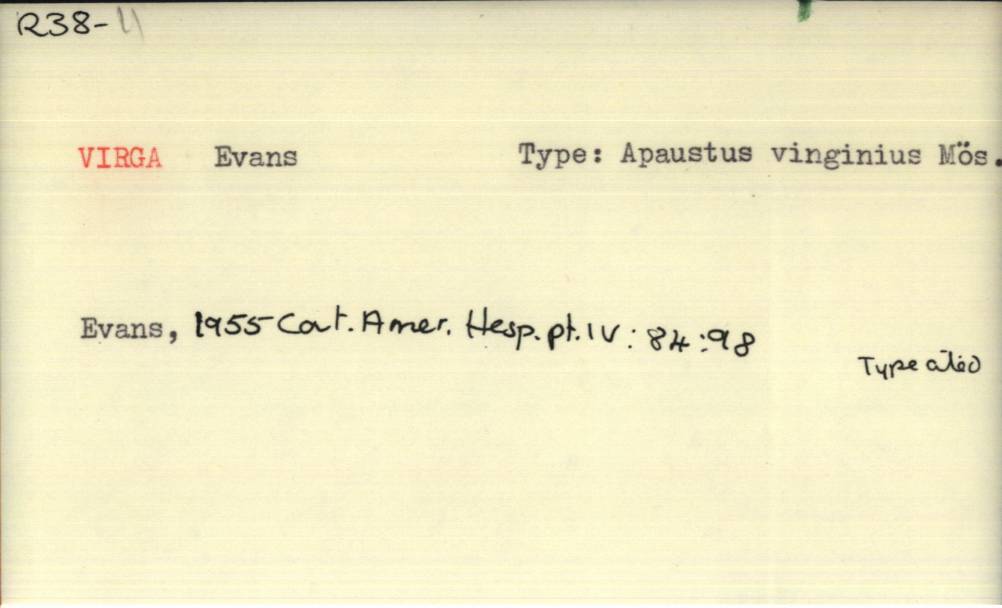 R38-11
VIRGA Evans Type: Apaustus vinginius Mös.
Evans, 1955 Cat. Amer. Hesp. pt. IV : 84 : 98
Type cited